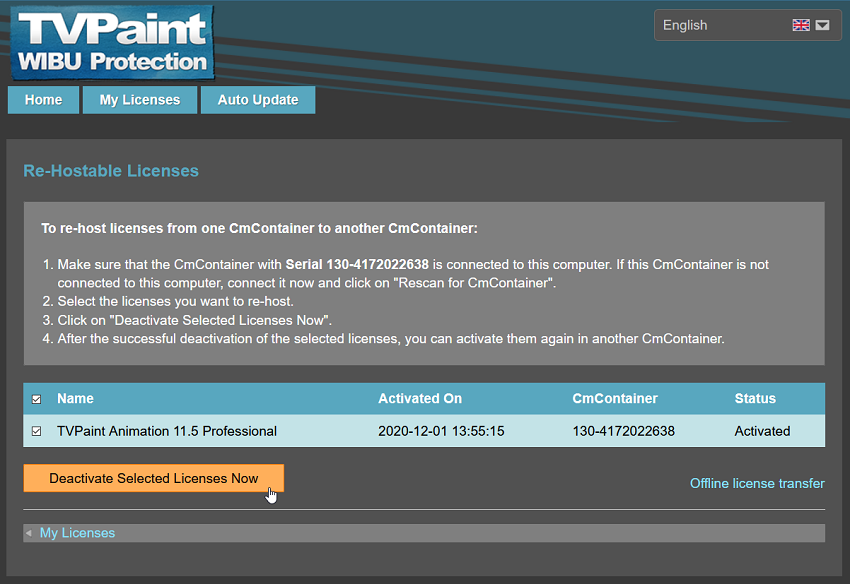 TVPaint
WIBU Protection
English
Home
My Licenses
Auto Update
Re-Hostable Licenses
To re-host licenses from one CmContainer to another CmContainer:
1. Make sure that the CmContainer with Serial 130-4172022638 is connected to this computer. If this CmContainer is not
connected to this computer, connect it now and click on "Rescan for CmContainer".
2. Select the licenses you want to re-host.
3. Click on "Deactivate Selected Licenses Now".
4. After the successful deactivation of the selected licenses, you can activate them again in another CmContainer.
Name Activated On CmContainer Status
TVPaint Animation 11.5 Professional 2020-12-01 13:55:15 130-4172022638 Activated
Deactivate Selected Licenses Now
Offline license transfer
My Licenses